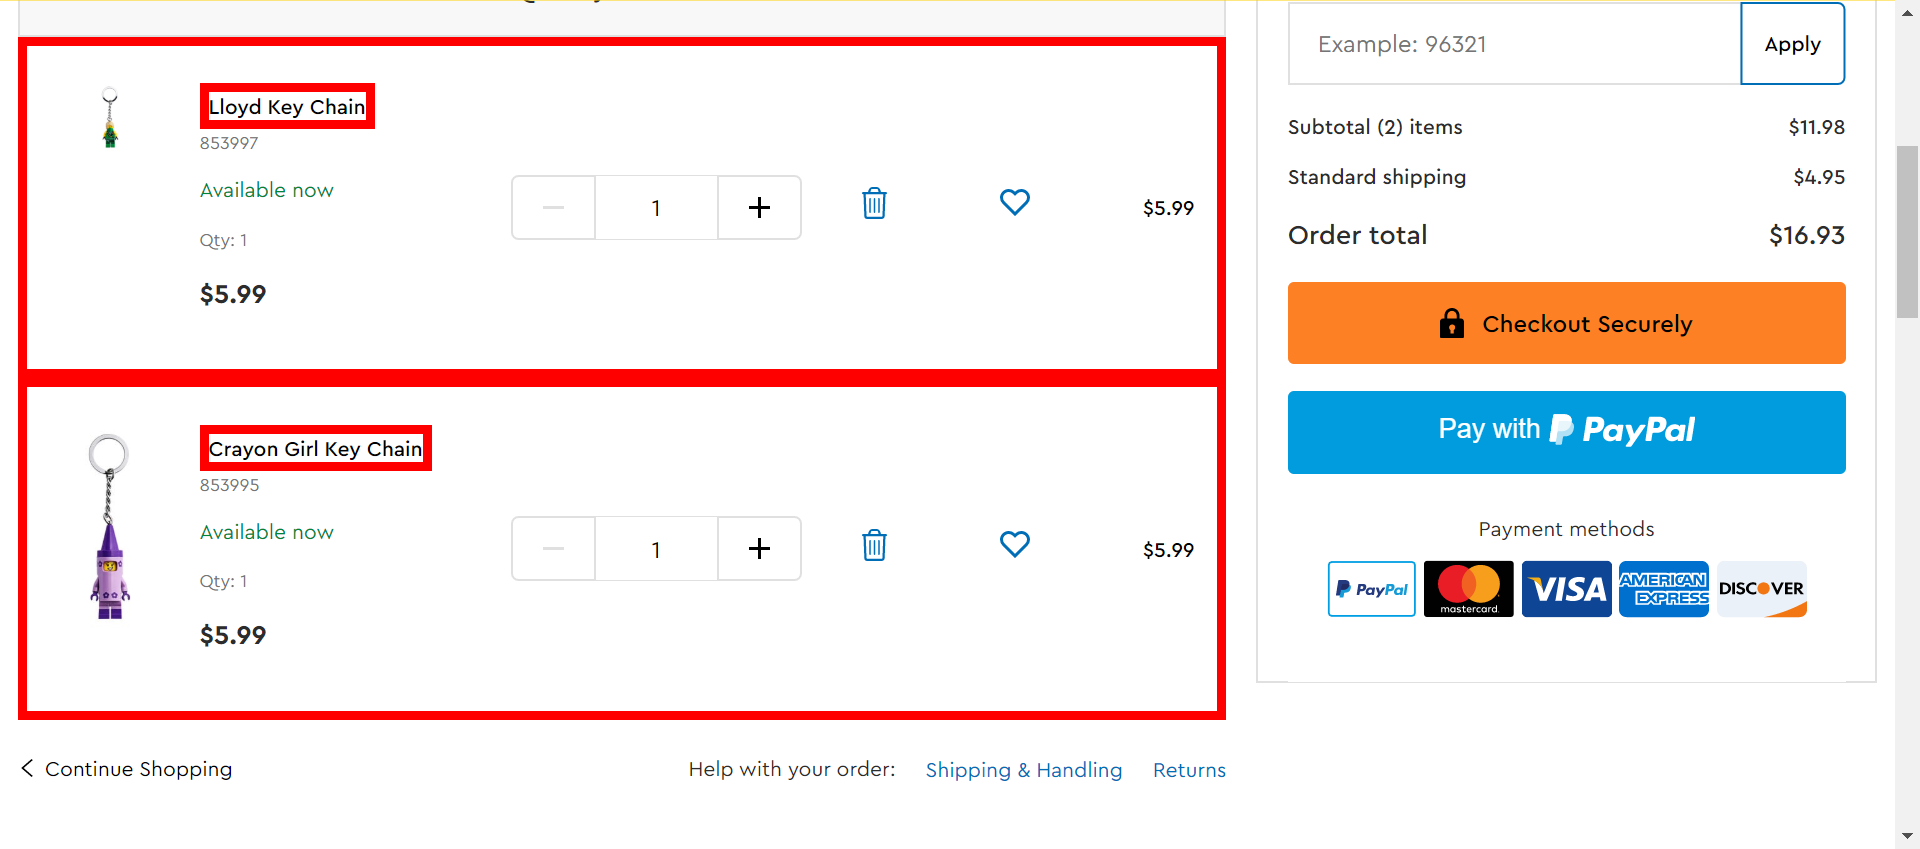 Lloyd Key Chain
853997
Available now
Qty: 1
$5.99
1
$5.99
Crayon Girl Key Chain
853995
Available now
Qty: 1
$5.99
1
$5.99
Continue Shopping
Help with your order:
Shipping & Handling
Returns
Example: 96321
Apply
Subtotal (2) items $11.98
Standard shipping $4.95
Order total $16.93
Checkout Securely
Pay with PayPal
Payment methods
PayPal
mastercard.
VISA
AMERICAN
EXPRESS
DISCOVER